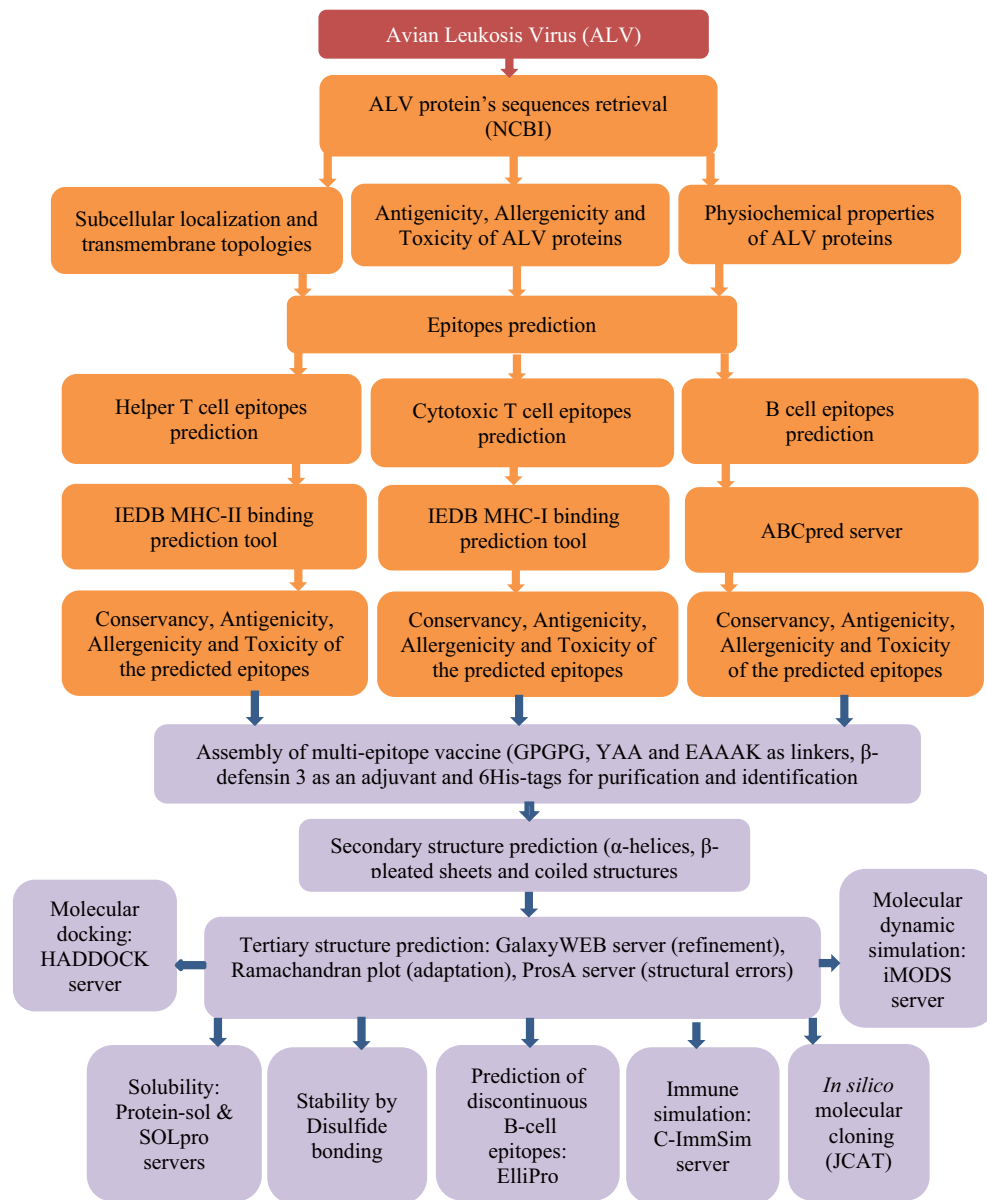 Avian Leukosis Virus (ALV)
ALV protein's sequences retrieval
(NCBI)
Subcellular localization and
transmembrane topologies
Antigenicity, Allergenicity and
Toxicity of ALV proteins
Physiochemical properties
of ALV proteins
Epitopes prediction
Helper T cell epitopes
prediction
Cytotoxic T cell epitopes
prediction
B cell epitopes
prediction
IEDB MHC-II binding
prediction tool
IEDB MHC-I binding
prediction tool
ABCpred server
Conservancy, Antigenicity,
Allergenicity and Toxicity of
the predicted epitopes
Conservancy, Antigenicity,
Allergenicity and Toxicity of
the predicted epitopes
Conservancy, Antigenicity,
Allergenicity and Toxicity
of the predicted epitopes
Assembly of multi-epitope vaccine (GPGPG, YAA and EAAAK as linkers, β-
defensin 3 as an adjuvant and 6His-tags for purification and identification
Secondary structure prediction (α-helices, β-
pleated sheets and coiled structures
Molecular
docking:
HADDOCK
server
Tertiary structure prediction: GalaxyWEB server (refinement),
Ramachandran plot (adaptation), ProsA server (structural errors)
Molecular
dynamic
simulation:
iMODS
server
Solubility:
Protein-sol &
SOLpro
servers
Stability by
Disulfide
bonding
Prediction of
discontinuous
B-cell
epitopes:
ElliPro
Immune
simulation:
C-ImmSim
server
In silico
molecular
cloning
(JCAT)